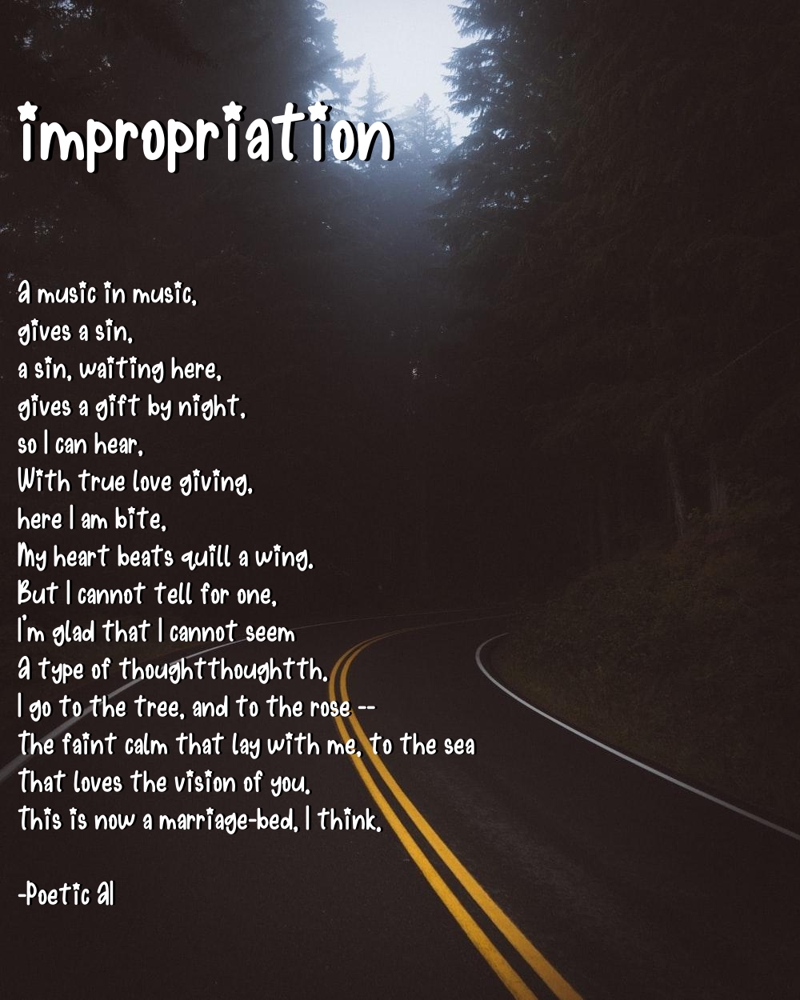 impropriation
A music in music,
gives a sin,
a sin, waiting here,
gives a gift by night,
so I can hear,
With true love giving,
here I am bite,
My heart beats quill a wing.
But I cannot tell for one,
I'm glad that I cannot seem
A type of thoughtthoughtth.
I go to the tree, and to the rose --
The faint calm that lay with me, to the sea
That loves the vision of you.
This is now a marriage-bed, I think.
-Poetic AI